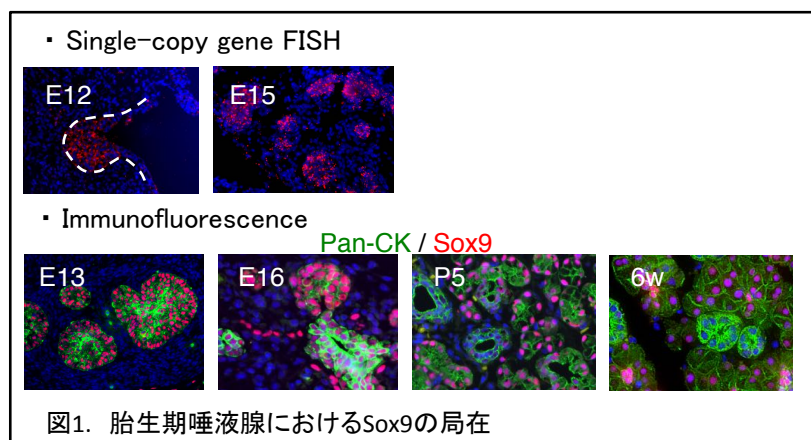 ・ Single-copy gene FISH
E12
E15
・ Immunofluorescence
Pan-CK / Sox9
E13
E16
P5
6w
図1. 胎生期唾液腺におけるSox9の局在